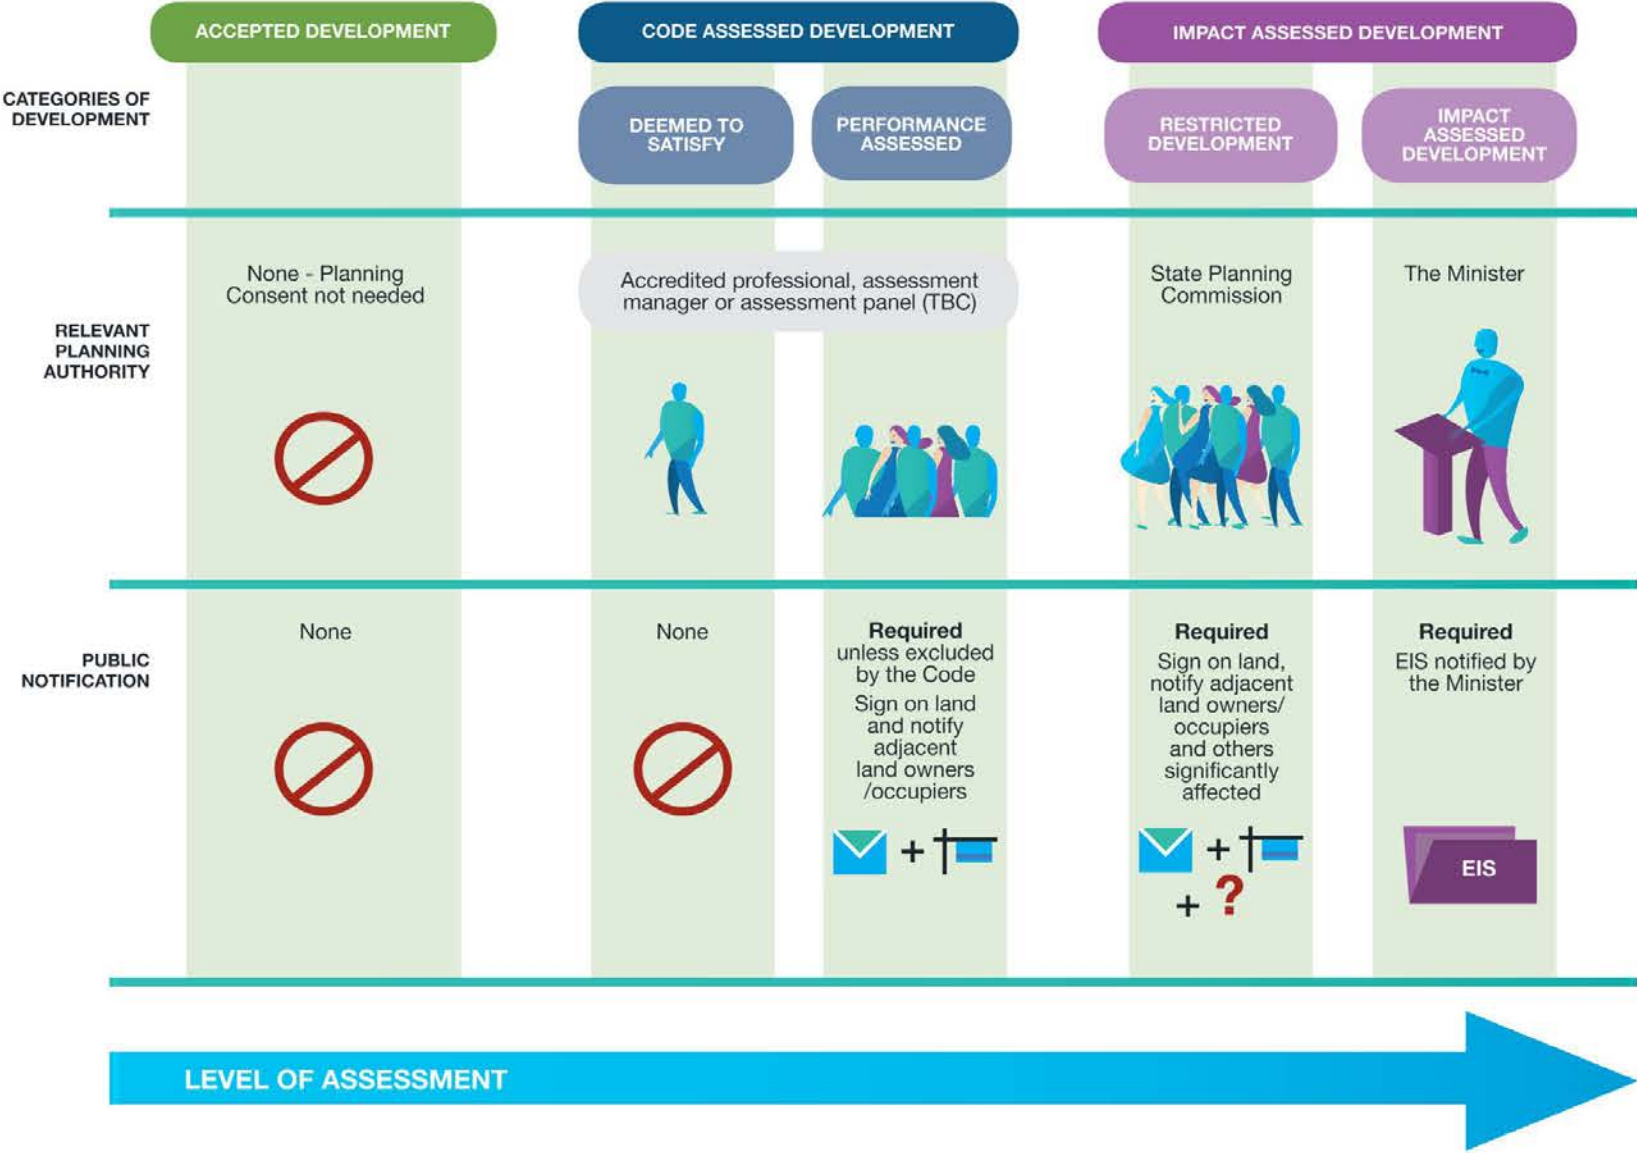 ACCEPTED DEVELOPMENT
CODE ASSESSED DEVELOPMENT
IMPACT ASSESSED DEVELOPMENT
CATEGORIES OF
DEVELOPMENT
DEEMED TO
SATISFY
PERFORMANCE
ASSESSED
RESTRICTED
DEVELOPMENT
IMPACT
ASSESSED
DEVELOPMENT
RELEVANT
PLANNING
AUTHORITY
None - Planning
Consent not needed
Accredited professional, assessment
manager or assessment panel (TBC)
State Planning
Commission
The Minister
PUBLIC
NOTIFICATION
None
None
Required
unless excluded
by the Code
Sign on land
and notify
adjacent
land owners
/occupiers
+
Required
Sign on land,
notify adjacent
land owners/
occupiers
and others
significantly
affected
+
+ ?
Required
EIS notified by
the Minister
EIS
LEVEL OF ASSESSMENT